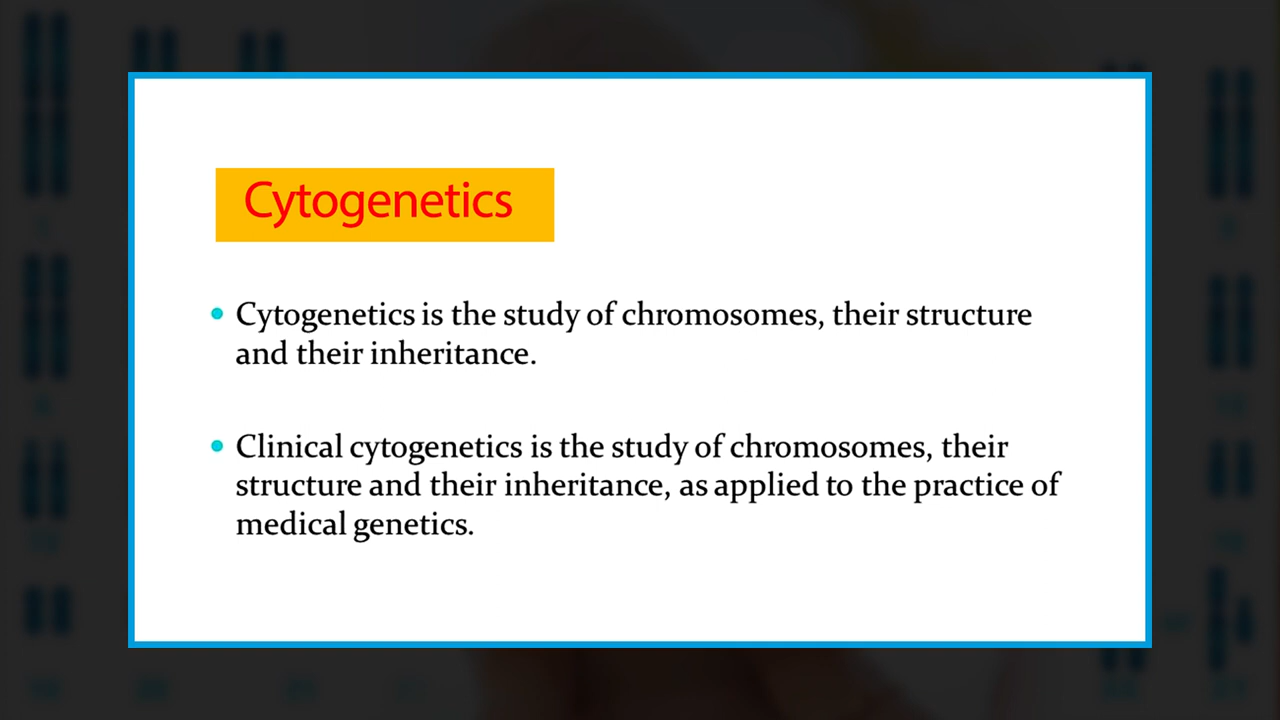 Cytogenetics
Cytogenetics is the study of chromosomes, their structure
and their inheritance.
Clinical cytogenetics is the study of chromosomes, their
structure and their inheritance, as applied to the practice of
medical genetics.